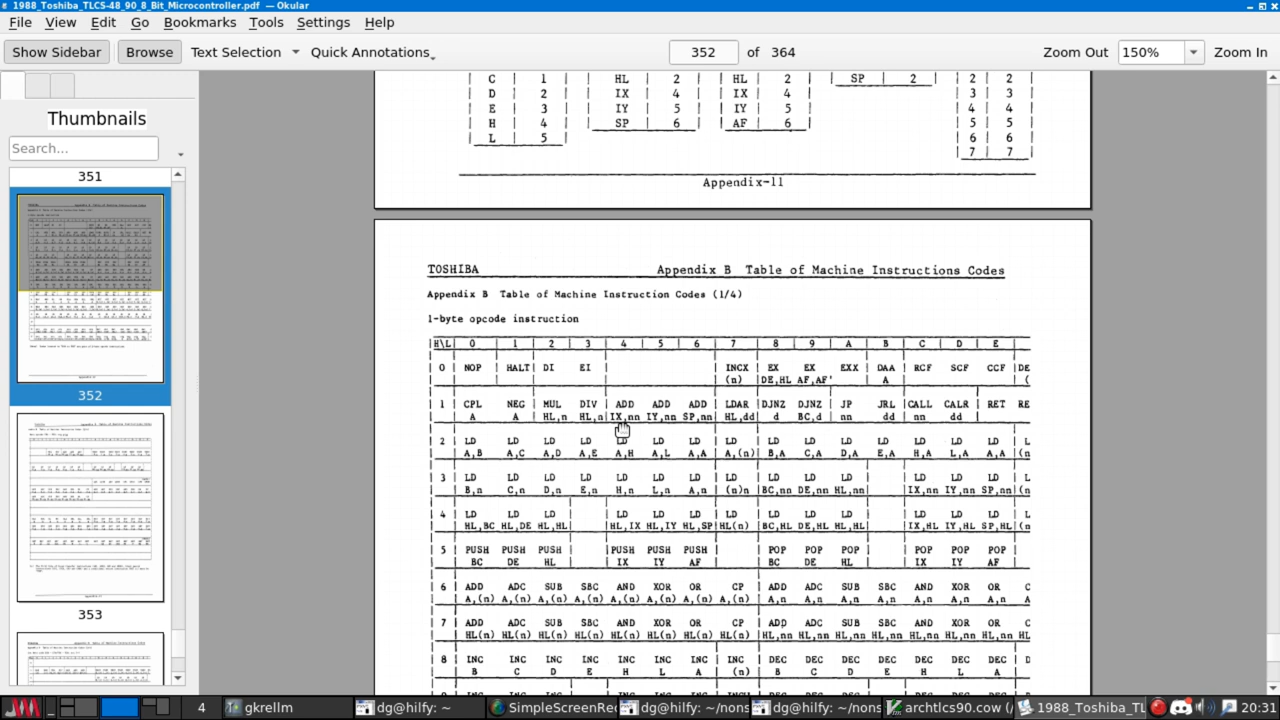 1988_Toshiba_TLCS-48_90_8_Bit_Microcontroller.pdf — Okular
File View Edit Go Bookmarks Tools Settings Help
Show Sidebar Browse Text Selection Quick Annotations 352 of 364 Zoom Out 150% Zoom In
Thumbnails
Search...
351
352
353
C 1 HL 2 HL 2 SP 2 2 2
D 2 IX 4 IX 4 3 3
E 3 IY 5 IY 5 4 4
H 4 SP 6 AF 6 5 5
L 5 6 6
7 7
Appendix-11
TOSHIBA Appendix B Table of Machine Instructions Codes
Appendix B Table of Machine Instruction Codes (1/4)
1-byte opcode instruction
H\L 0 1 2 3 4 5 6 7 8 9 A B C D E
0 NOP HALT DI EI INCX EX EX EXX DAA RCF SCF CCF DE
(n) DE,HL AF,AF' A (
1 CPL NEG MUL DIV ADD ADD ADD LDAR DJNZ DJNZ JP JRL CALL CALR RET RE
A A HL,n HL,n IX,nn IY,nn SP,nn HL,dd d BC,d nn dd nn dd
2 LD LD LD LD LD LD LD LD LD LD LD LD LD LD LD L
A,B A,C A,D A,E A,H A,L A,A A,(n) B,A C,A D,A E,A H,A L,A A,A (n
3 LD LD LD LD LD LD LD LD LD LD LD LD LD LD L
B,n C,n D,n E,n H,n L,n A,n (n)n BC,nn DE,nn HL,nn IX,nn IY,nn SP,nn (n
4 LD LD LD LD LD LD LD LD LD LD LD LD LD L
HL,BC HL,DE HL,HL HL,IX HL,IY HL,SP HL(n) BC,HL DE,HL HL,HL IX,HL IY,HL SP,HL (n
5 PUSH PUSH PUSH PUSH PUSH PUSH POP POP POP POP POP POP
BC DE HL IX IY AF BC DE HL IX IY AF
6 ADD ADC SUB SBC AND XOR OR CP ADD ADC SUB SBC AND XOR OR C
A,(n) A,(n) A,(n) A,(n) A,(n) A,(n) A,(n) A,(n) A,n A,n A,n A,n A,n A,n A,n A
7 ADD ADC SUB SBC AND XOR OR CP ADD ADC SUB SBC AND XOR OR C
HL(n) HL(n) HL(n) HL(n) HL(n) HL(n) HL(n) HL(n) HL,nn HL,nn HL,nn HL,nn HL,nn HL,nn HL,nn HL
8 INC INC INC INC INC INC INC INC DEC DEC DEC DEC DEC DEC DEC D
B C D E H L A (n) B C D E H L A (
4 gkrellm dg@hilfy: ~ SimpleScreenRec dg@hilfy: ~/nons dg@hilfy: ~/nons archtlcs90.cow (/ 1988_Toshiba_TL 20:31